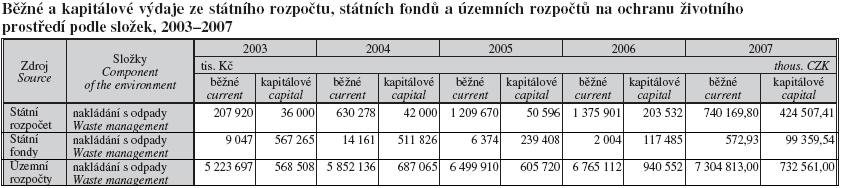 Běžné a kapitálové výdaje ze státního rozpočtu, státních fondů a územních rozpočtů na ochranu životního
prostředí podle složek, 2003–2007
Zdroj Source Složky Component of the environment 2003 2004 2005 2006 2007
tis. Kč thous. CZK
běžné kapitálové běžné kapitálové běžné kapitálové běžné kapitálové běžné kapitálové
current capital current capital current capital current capital current capital
Státní nakládání s odpady 207 920 36 000 630 278 42 000 1 209 670 50 596 1 375 901 203 532 740 169,80 424 507,41
rozpočet Waste management
Státní nakládání s odpady 9 047 567 265 14 161 511 826 6 374 239 408 2 004 117 485 572,93 99 359,54
fondy Waste management
Územní nakládání s odpady 5 223 697 568 508 5 852 136 687 065 6 499 910 605 720 6 765 112 940 552 7 304 813,00 732 561,00
rozpočty Waste management